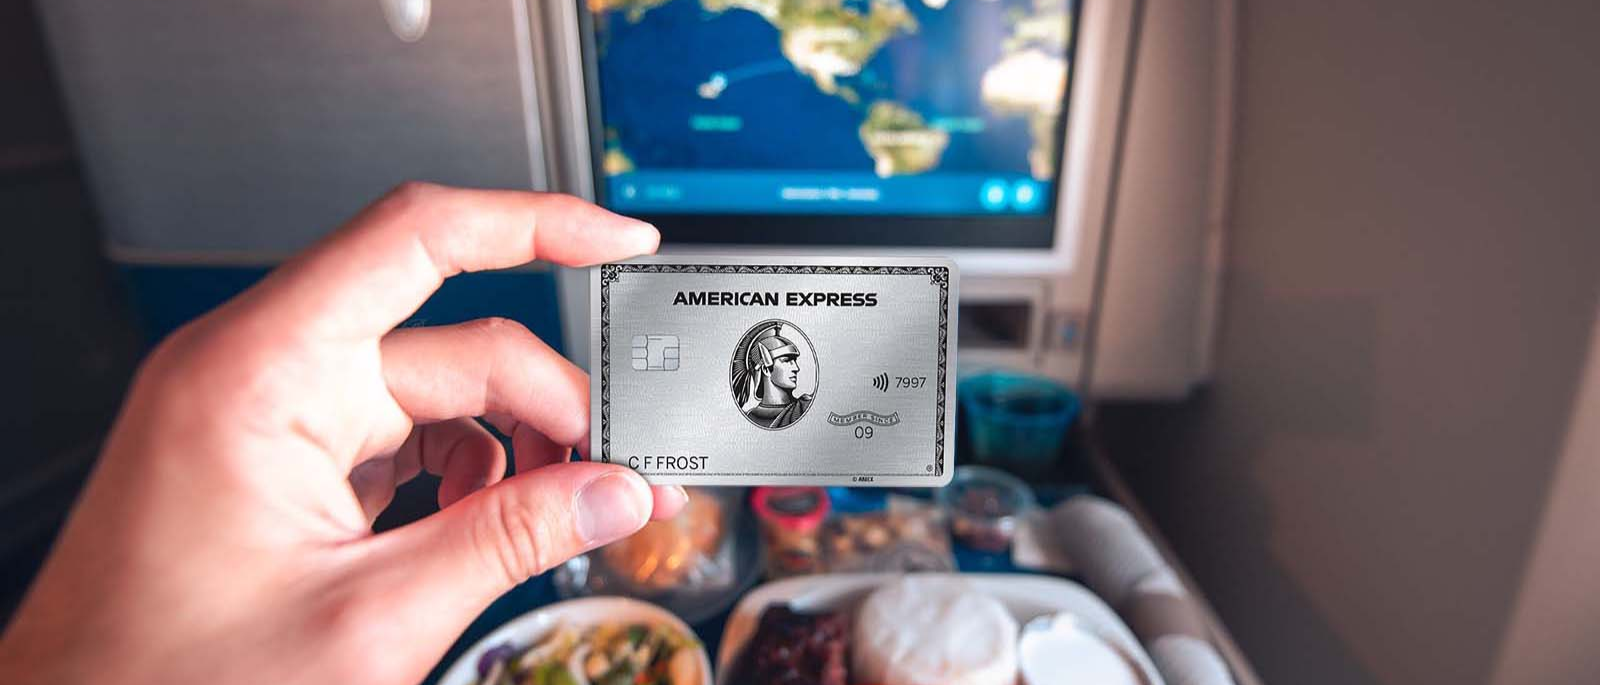 AMERICAN EXPRESS
7997
MEMBER SINCE
09
C F FROST
® 
© AMEX